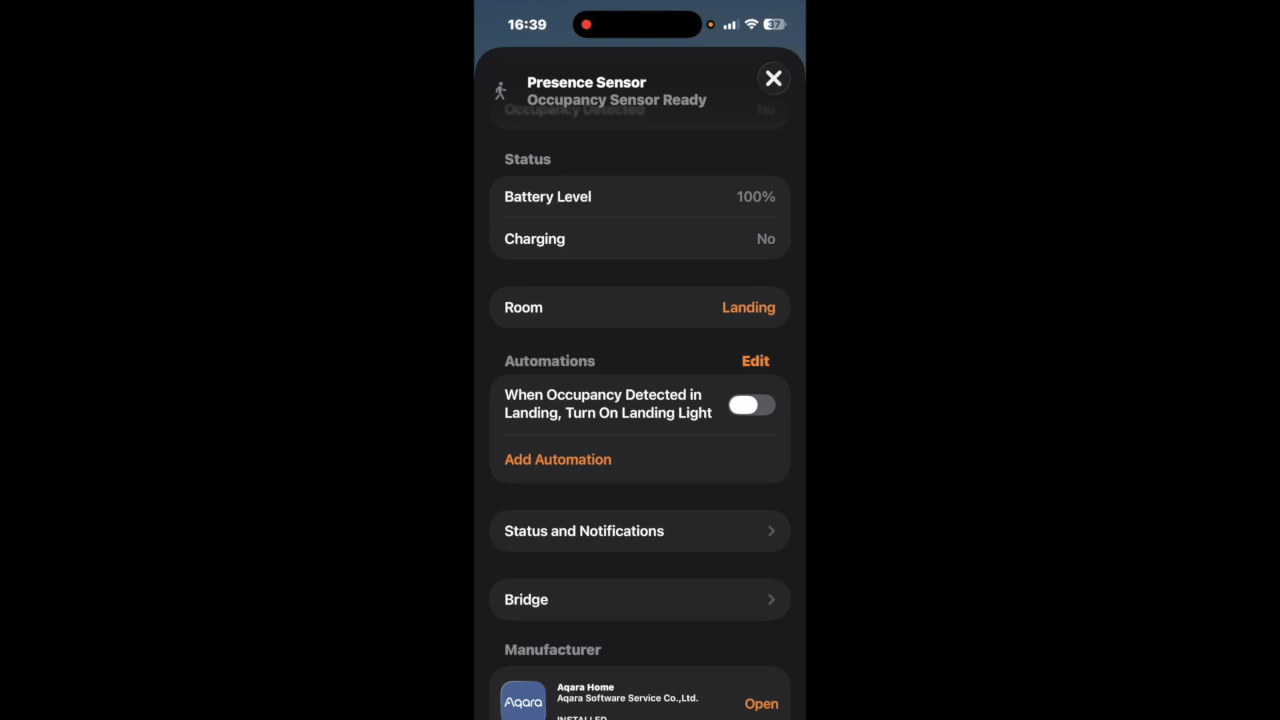 16:39
37
Presence Sensor
Occupancy Sensor Ready
Occupancy Detected No
Status
Battery Level 100%
Charging No
Room Landing
Automations Edit
When Occupancy Detected in
Landing, Turn On Landing Light
Add Automation
Status and Notifications
Bridge
Manufacturer
Aqara
Aqara Home
Aqara Software Service Co.,Ltd.
Open
INSTALLED